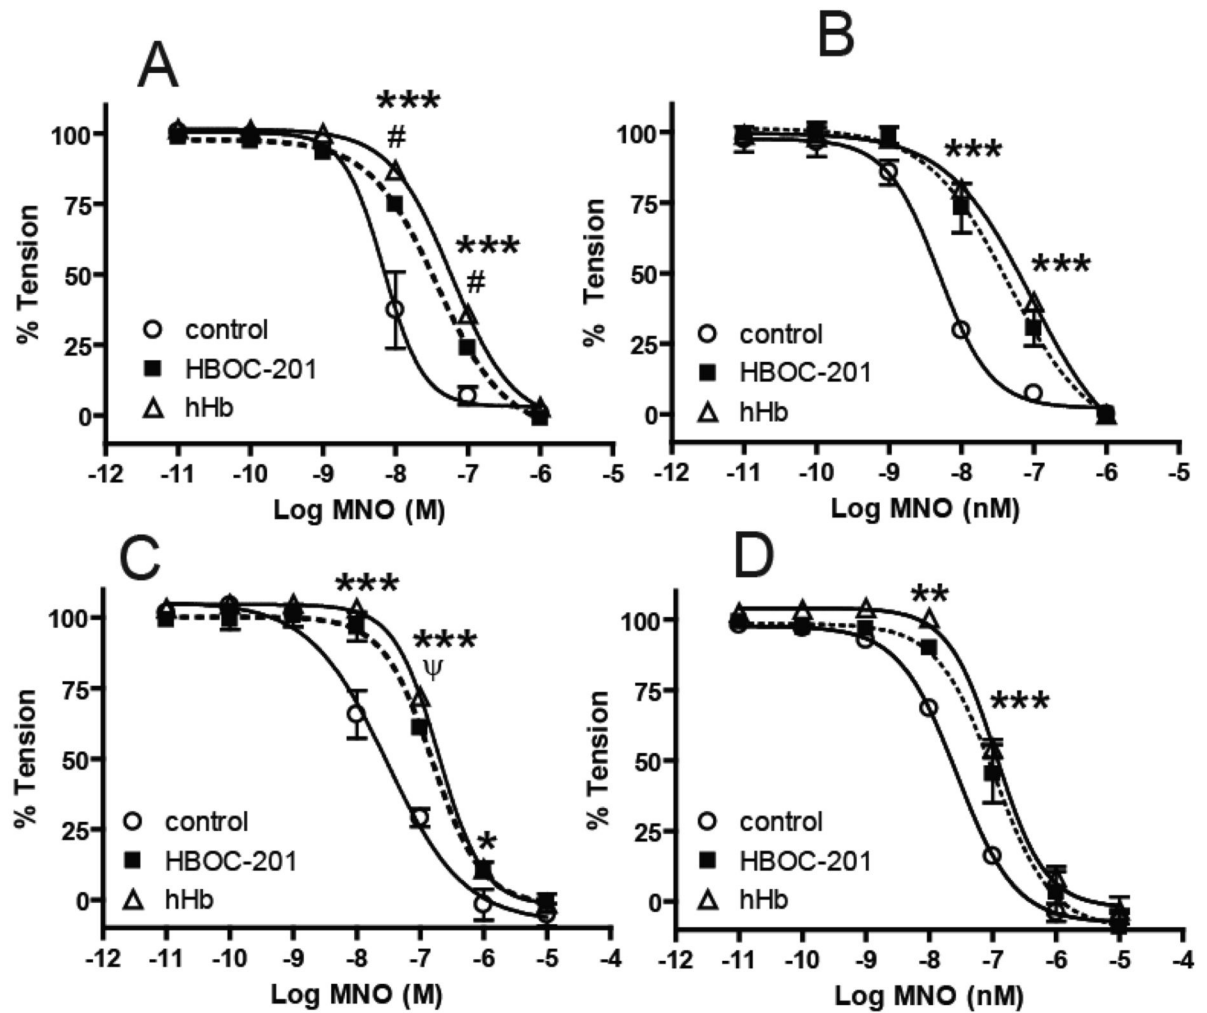 A
***
#
***
#
% Tension
100
75
50
25
0
control
HBOC-201
hHb
-12 -11 -10 -9 -8 -7 -6 -5
Log MNO (M)
B
***
***
% Tension
100
75
50
25
0
control
HBOC-201
hHb
-12 -11 -10 -9 -8 -7 -6 -5
Log MNO (nM)
C
***
***
ψ
*
% Tension
100
75
50
25
0
control
HBOC-201
hHb
-12 -11 -10 -9 -8 -7 -6 -5 -4
Log MNO (M)
D
**
***
% Tension
100
75
50
25
0
control
HBOC-201
hHb
-12 -11 -10 -9 -8 -7 -6 -5 -4
Log MNO (nM)